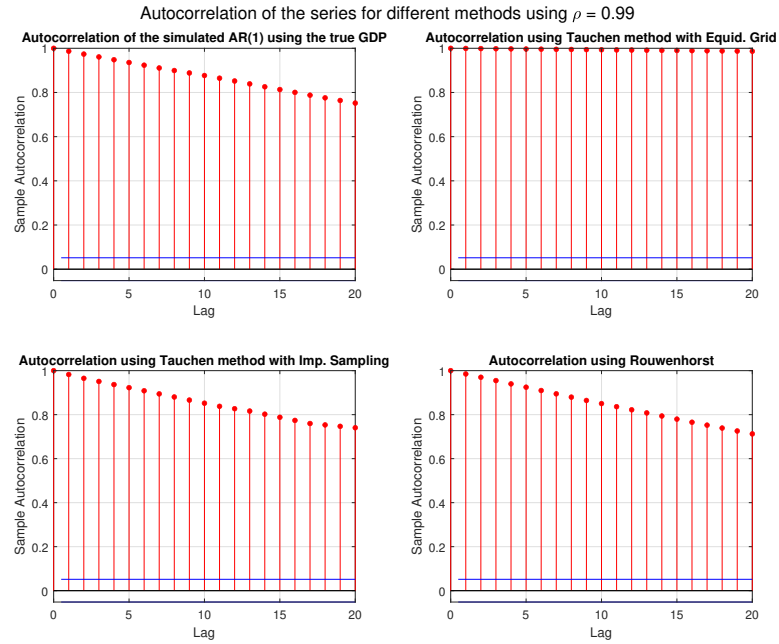 Autocorrelation of the series for different methods using ρ = 0.99
Autocorrelation of the simulated AR(1) using the true GDP
Sample Autocorrelation
1
0.8
0.6
0.4
0.2
0
0 5 10 15 20
Lag
Autocorrelation using Tauchen method with Equid. Grid
Sample Autocorrelation
1
0.8
0.6
0.4
0.2
0
0 5 10 15 20
Lag
Autocorrelation using Tauchen method with Imp. Sampling
Sample Autocorrelation
1
0.8
0.6
0.4
0.2
0
0 5 10 15 20
Lag
Autocorrelation using Rouwenhorst
Sample Autocorrelation
1
0.8
0.6
0.4
0.2
0
0 5 10 15 20
Lag